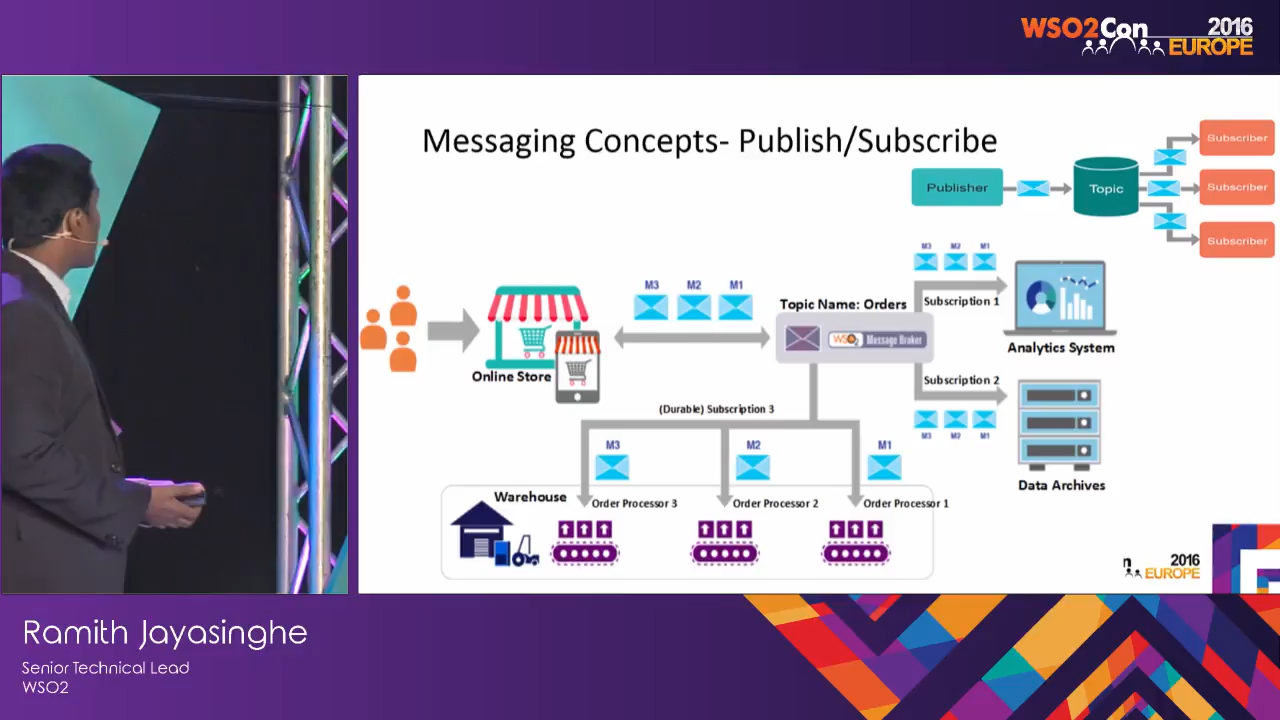 WSO2Con 2016
EUROPE
Messaging Concepts- Publish/Subscribe
Publisher
Topic
Subscriber
Subscriber
Subscriber
M3 M2 M1
Subscription 1
Analytics System
M3 M2 M1
Topic Name: Orders
WSO2 Message Broker
Online Store
Subscription 2
M3 M2 M1
Data Archives
(Durable) Subscription 3
M3 M2 M1
Warehouse
Order Processor 3
Order Processor 2
Order Processor 1
n 2016
EUROPE
Ramith Jayasinghe
Senior Technical Lead
WSO2